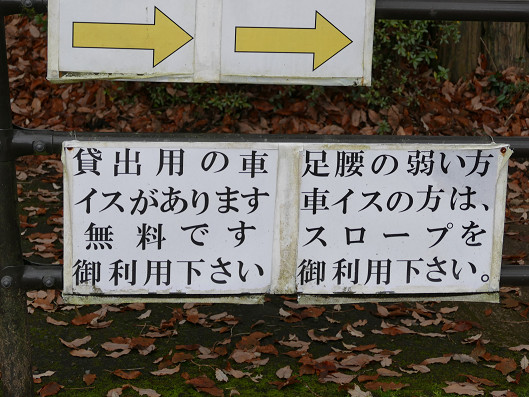 貸出用の車
イスがあります
無料です
御利用下さい
足腰の弱い方
車イスの方は、
スロープを
御利用下さい。